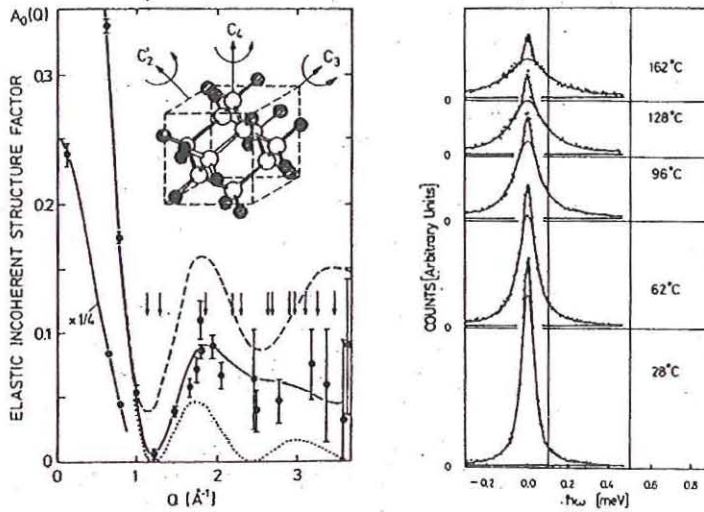 A₀(Q)
0.3
0.2
0.1
0
ELASTIC INCOHERENT STRUCTURE FACTOR
×1/4
C₂'
C₄
C₃
0 1 2 3
Q [Å⁻¹]
COUNTS [Arbitrary Units]
162°C
0
128°C
0
96°C
0
62°C
0
28°C
0
-0.2 0.0 0.2 0.4 0.6 0.8
ħω [meV]